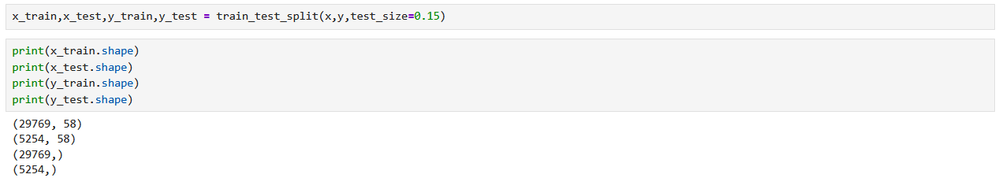 x_train,x_test,y_train,y_test = train_test_split(x,y,test_size=0.15)
print(x_train.shape)
print(x_test.shape)
print(y_train.shape)
print(y_test.shape)
(29769, 58)
(5254, 58)
(29769,)
(5254,)